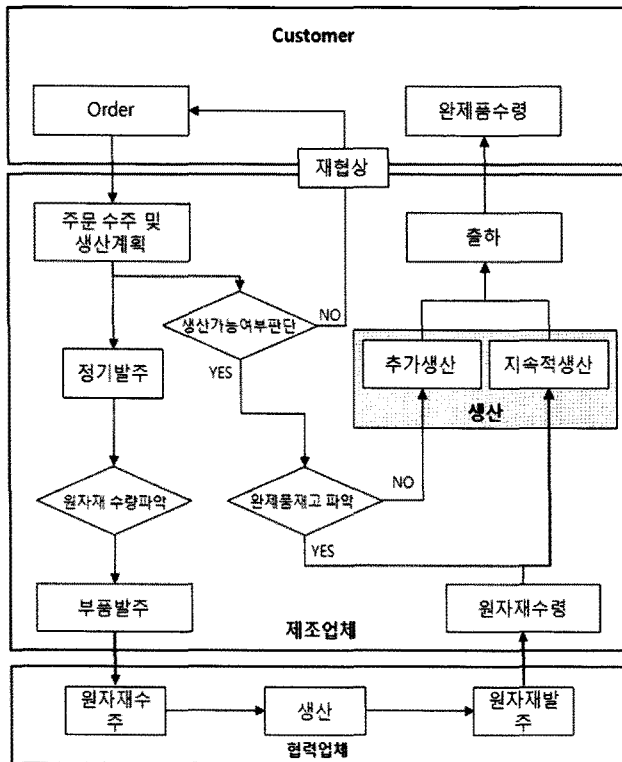 Customer
Order
완제품수령
재협상
주문 수주 및
생산계획
출하
생산가능여부판단
NO
YES
정기발주
추가생산
지속적생산
생산
원자재 수량파악
완제품재고 파악
NO
YES
부품발주
원자재수령
제조업체
원자재수
주
생산
원자재발
주
협력업체